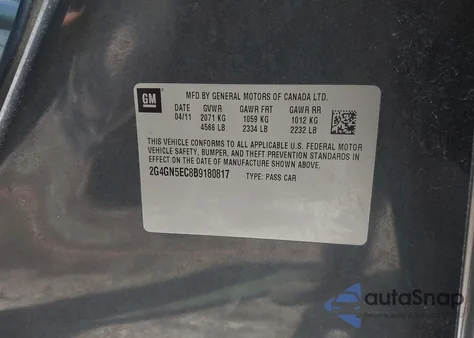 GM
MFD BY GENERAL MOTORS OF CANADA LTD.
DATE GVWR GAWR FRT GAWR RR
04/11 2071 KG 1059 KG 1012 KG
4566 LB 2334 LB 2232 LB
THIS VEHICLE CONFORMS TO ALL APPLICABLE U.S. FEDERAL MOTOR
VEHICLE SAFETY, BUMPER, AND THEFT PREVENTION STANDARDS IN
EFFECT ON THE DATE OF MANUFACTURE SHOWN ABOVE.
2G4GN5EC8B9180817 TYPE: PASS CAR
autaSnap